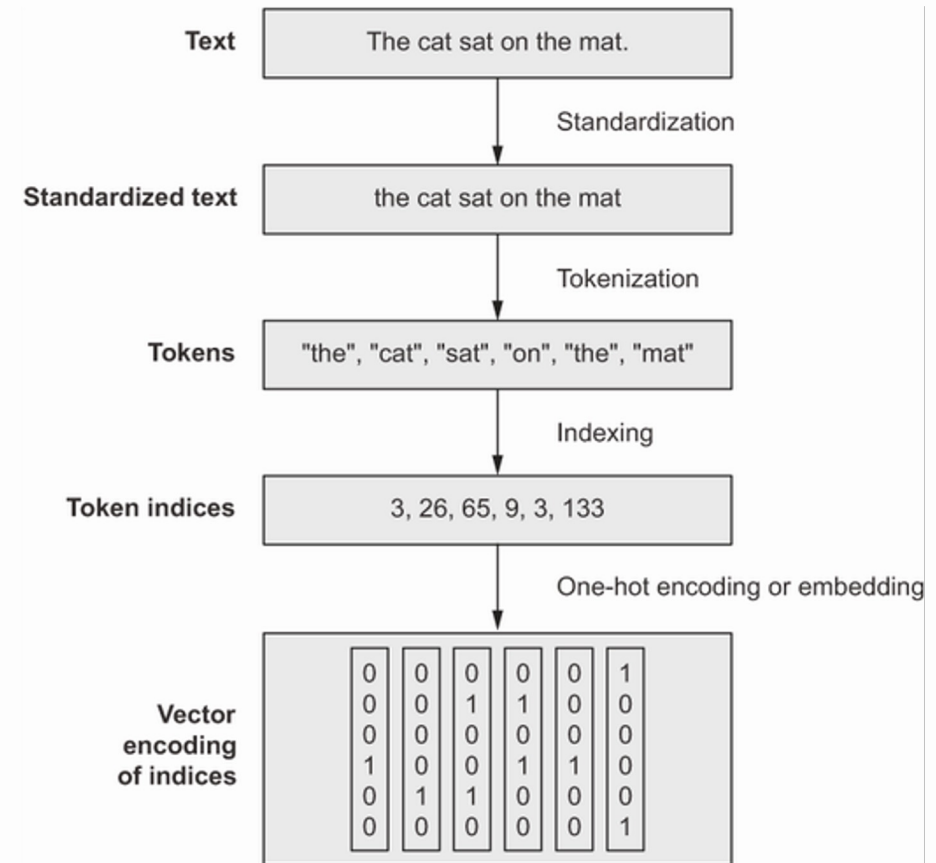 Text
The cat sat on the mat.
Standardization
Standardized text
the cat sat on the mat
Tokenization
Tokens
"the", "cat", "sat", "on", "the", "mat"
Indexing
Token indices
3, 26, 65, 9, 3, 133
One-hot encoding or embedding
Vector
encoding
of indices
0 0 0 0 0 1
0 0 1 1 0 0
0 0 0 0 0 0
1 0 0 1 1 0
0 1 1 0 0 0
0 0 0 0 0 1